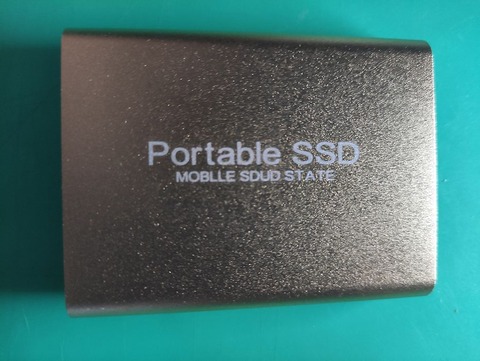 Portable SSD
MOBLLE SDUD STATE